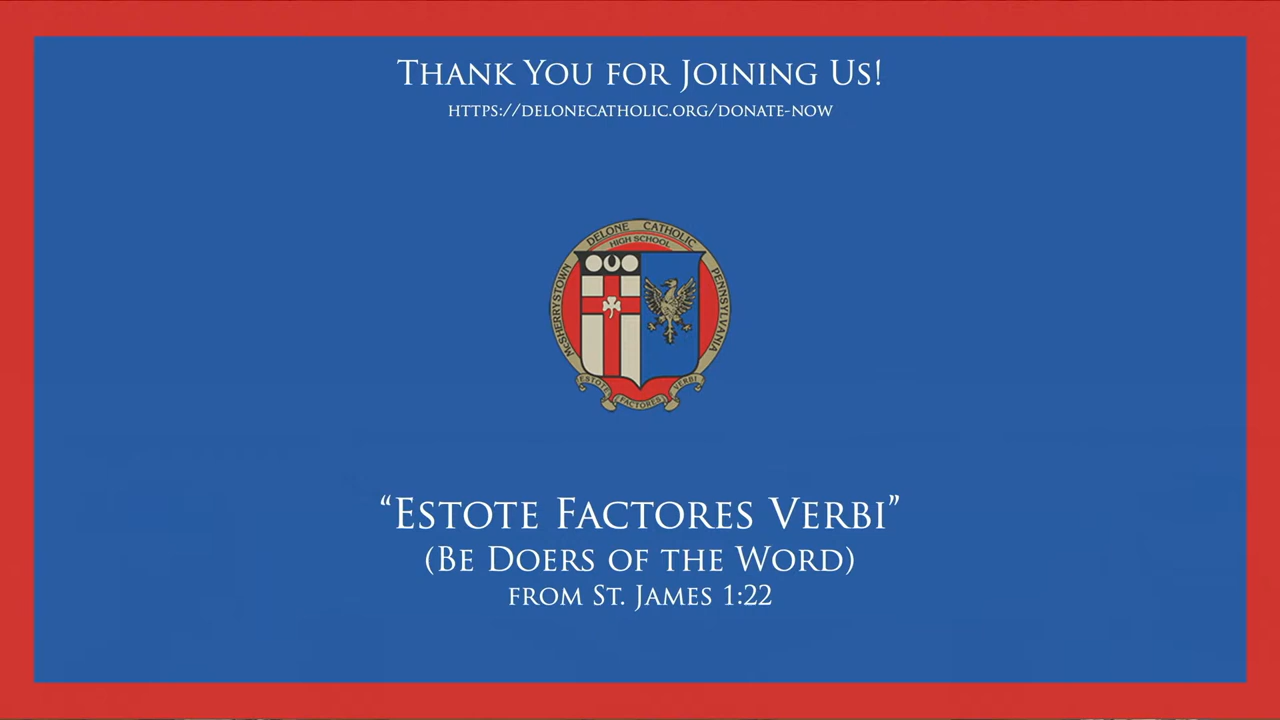 THANK YOU FOR JOINING US!
HTTPS://DELONECATHOLIC.ORG/DONATE-NOW
DELONE CATHOLIC
HIGH SCHOOL
McSHERRYSTOWN
PENNSYLVANIA
ESTOTE FACTORES VERBI
“ESTOTE FACTORES VERBI”
(BE DOERS OF THE WORD)
FROM ST. JAMES 1:22